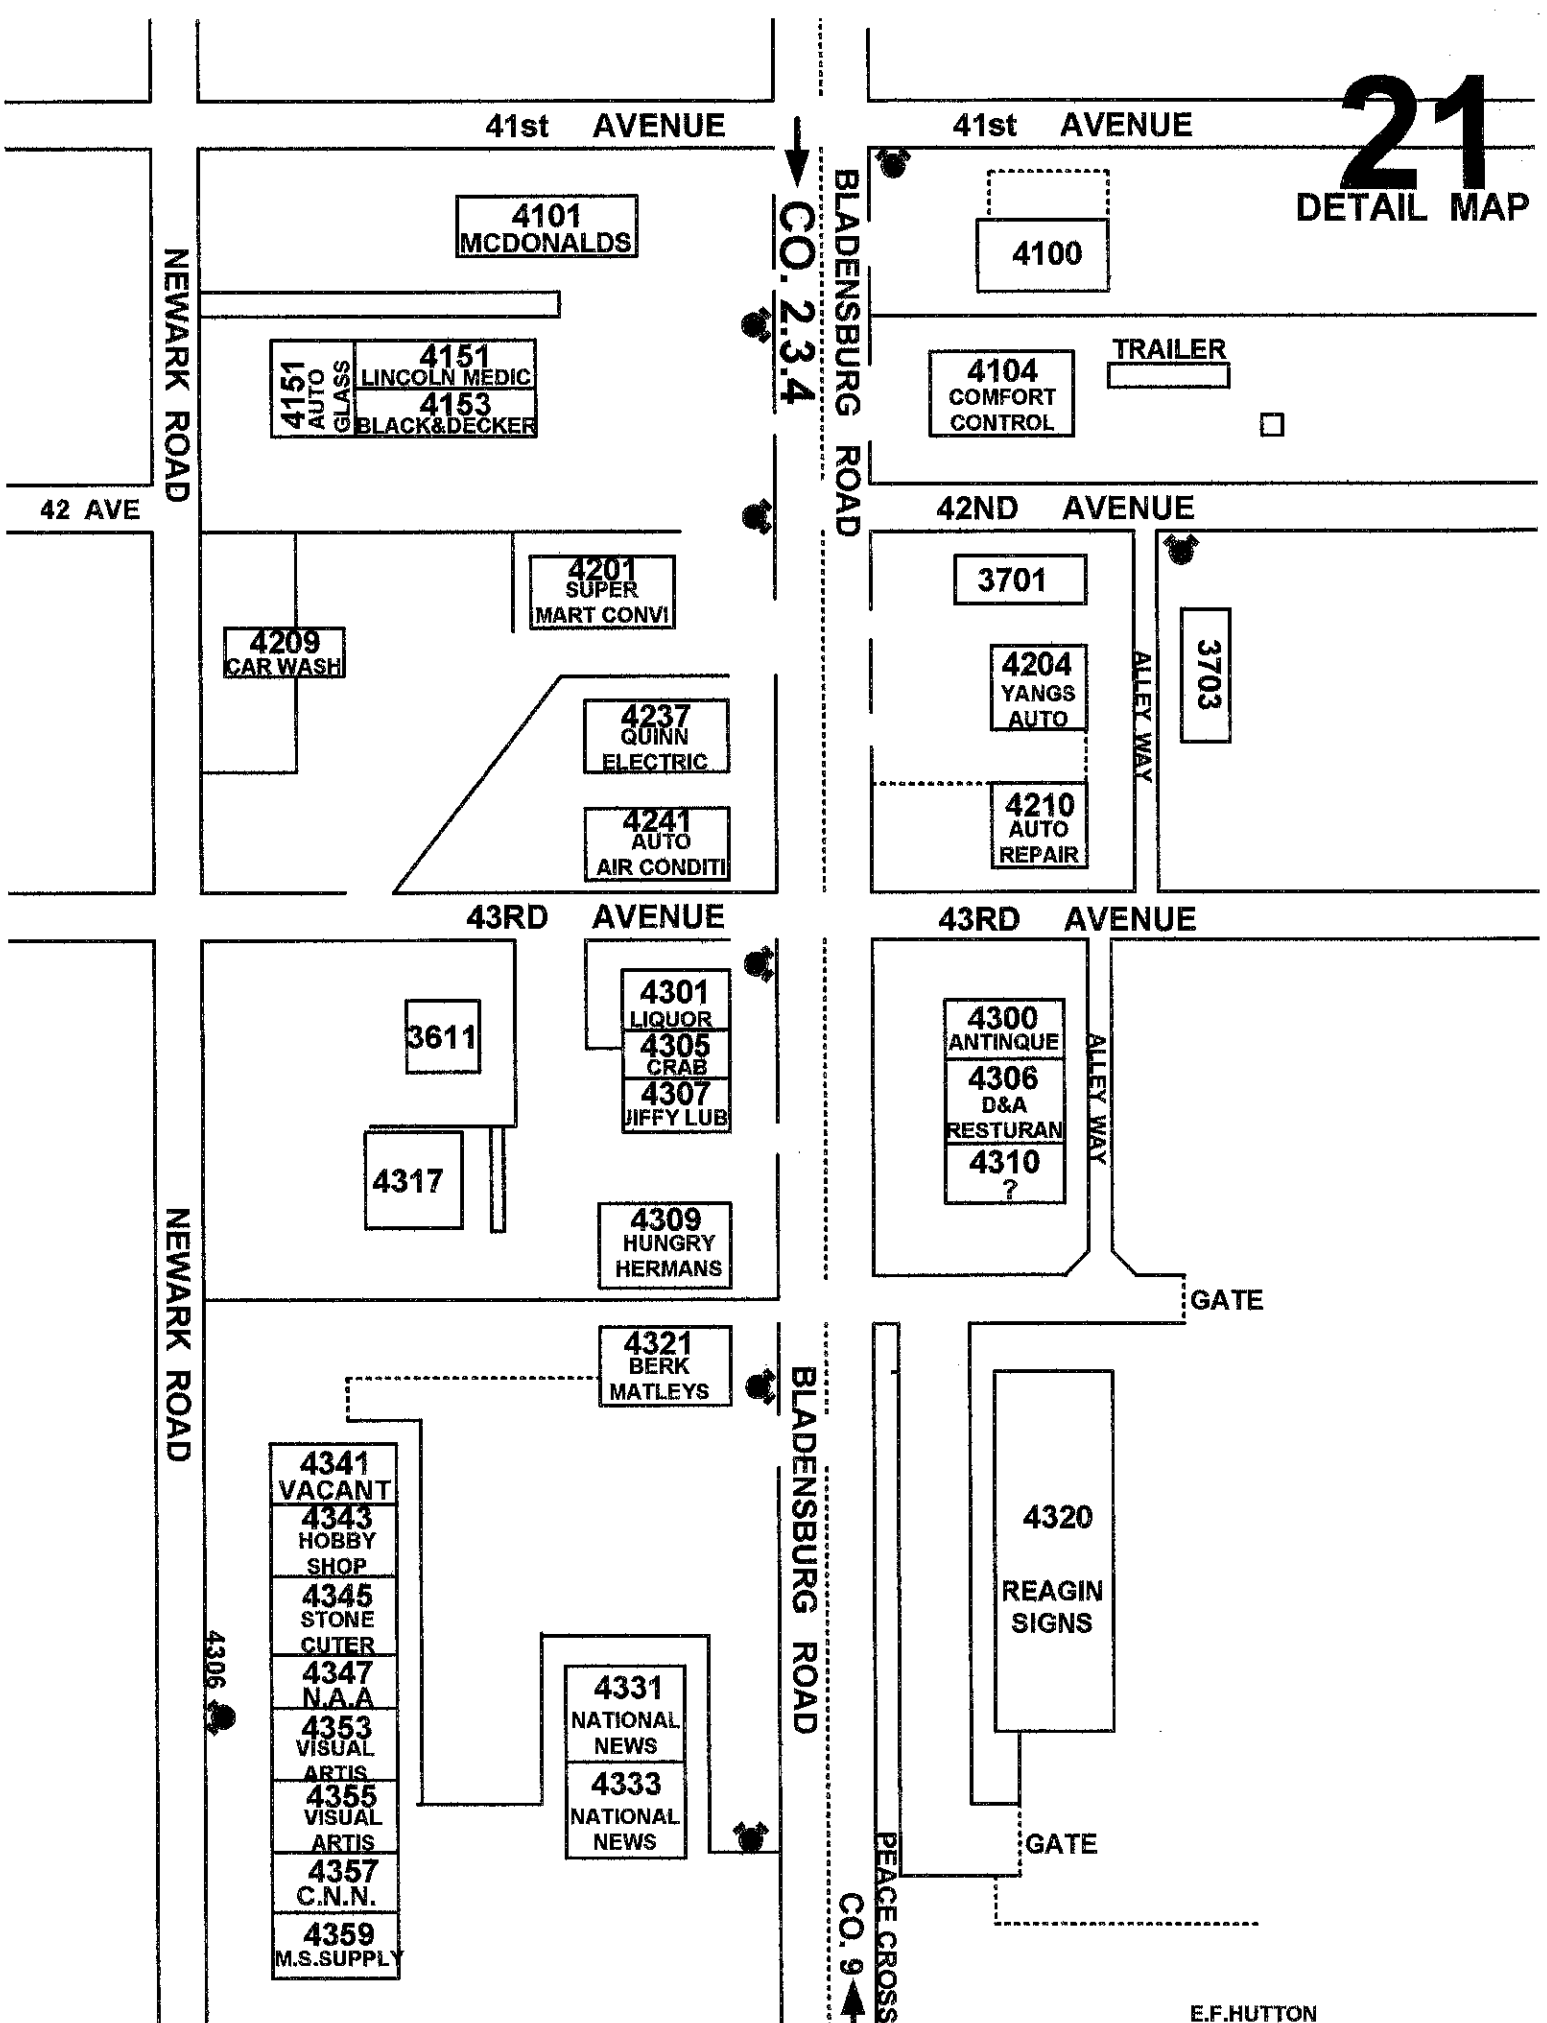 21
DETAIL MAP
41st AVENUE
41st AVENUE
CO. 2.3.4
BLADENSBURG ROAD
NEWARK ROAD
4101
MCDONALDS
4100
4151
AUTO
GLASS
4151
LINCOLN MEDIC
4153
BLACK&DECKER
4104
COMFORT
CONTROL
TRAILER
42 AVE
42ND AVENUE
4201
SUPER
MART CONVI
4209
CAR WASH
3701
4204
YANGS
AUTO
ALLEY WAY
3703
4237
QUINN
ELECTRIC
4241
AUTO
AIR CONDITI
4210
AUTO
REPAIR
43RD AVENUE
43RD AVENUE
3611
4301
LIQUOR
4305
CRAB
4307
JIFFY LUB
4300
ANTINQUE
4306
D&A
RESTURAN
4310
?
ALLEY WAY
4317
4309
HUNGRY
HERMANS
NEWARK ROAD
GATE
4321
BERK
MATLEYS
BLADENSBURG ROAD
4341
VACANT
4343
HOBBY
SHOP
4345
STONE
CUTER
4347
N.A.A
4353
VISUAL
ARTIS
4355
VISUAL
ARTIS
4357
C.N.N.
4359
M.S.SUPPLY
4306
4331
NATIONAL
NEWS
4333
NATIONAL
NEWS
4320
REAGIN
SIGNS
GATE
PEACE CROSS
CO. 9
E.F.HUTTON